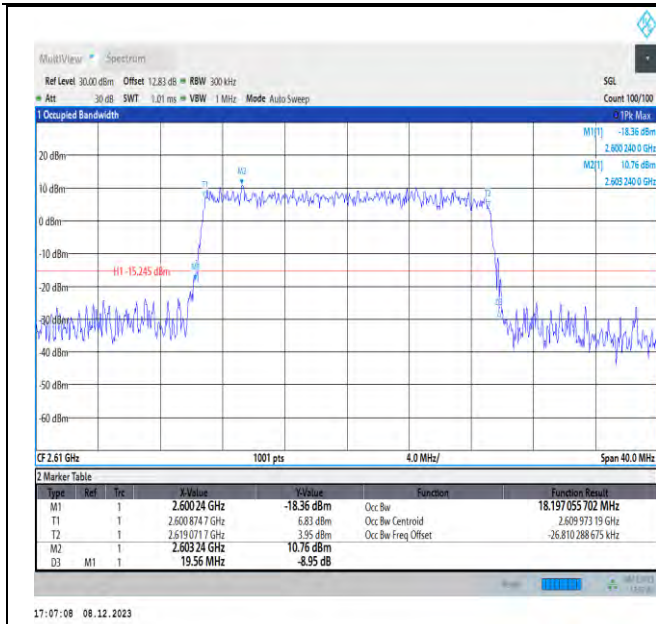 MultiView Spectrum
Ref Level 30.00 dBm Offset 12.83 dB RBW 300 kHz SGL
Att 30 dB SWT 1.01 ms VBW 1 MHz Mode Auto Sweep Count 100/100
1 Occupied Bandwidth 1Pk Max
M1[1] -18.36 dBm
2.600 240 0 GHz
M2[1] 10.76 dBm
2.603 240 0 GHz
20 dBm
10 dBm
0 dBm
-10 dBm
H1 -15.245 dBm
-20 dBm
-30 dBm
-40 dBm
-50 dBm
-60 dBm
T1
M2
T2
M1
D3
CF 2.61 GHz 1001 pts 4.0 MHz/ Span 40.0 MHz
2 Marker Table
Type Ref Trc X-Value Y-Value Function Function Result
M1 1 2.600 24 GHz -18.36 dBm Occ Bw 18.197 055 702 MHz
T1 1 2.600 874 7 GHz 6.83 dBm Occ Bw Centroid 2.609 973 19 GHz
T2 1 2.619 071 7 GHz 3.95 dBm Occ Bw Freq Offset -26.810 288 675 kHz
M2 1 2.603 24 GHz 10.76 dBm
D3 M1 1 19.56 MHz -8.95 dB
17:07:08 08.12.2023